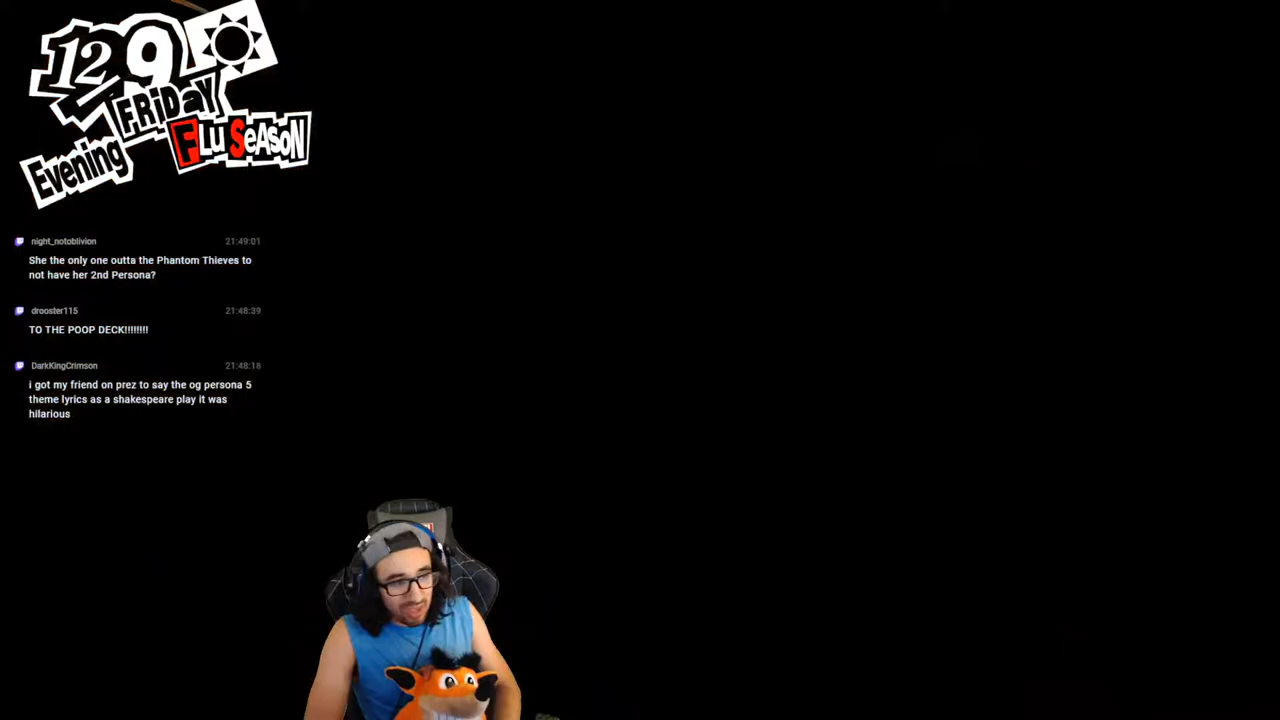 12 9
FRiDaY
FLu SeAsoN
Evening
night_notoblivion 21:49:01
She the only one outta the Phantom Thieves to
not have her 2nd Persona?
drooster115 21:48:39
TO THE POOP DECK!!!!!!!!
DarkKingCrimson 21:48:18
i got my friend on prez to say the og persona 5
theme lyrics as a shakespeare play it was
hilarious